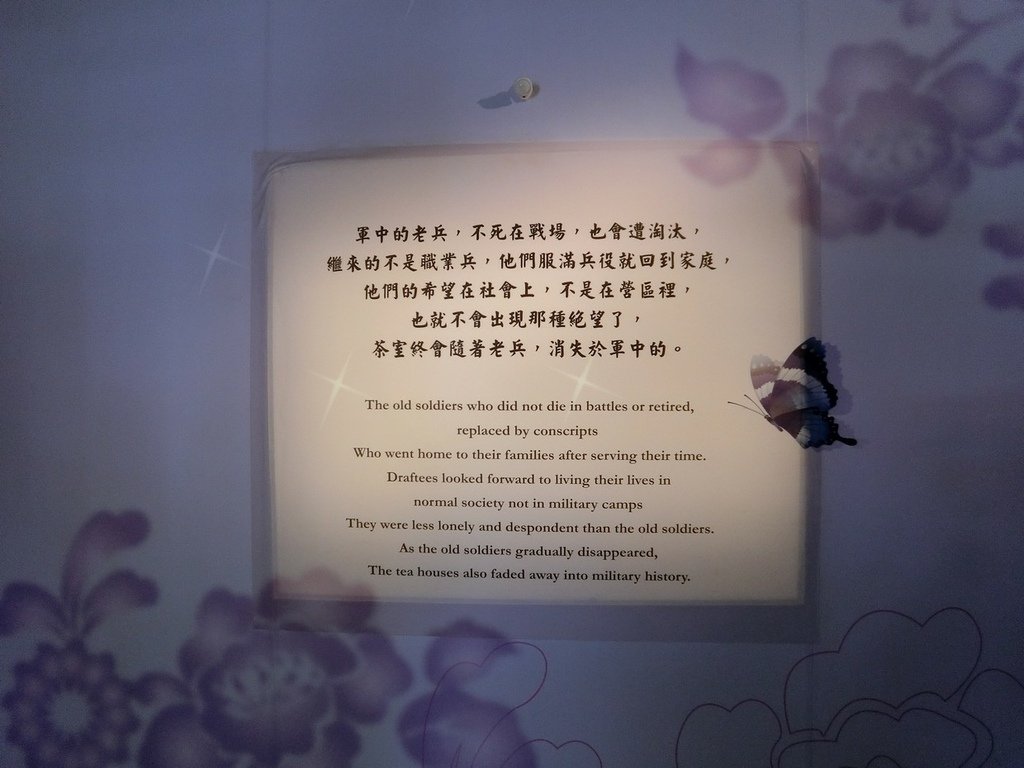 軍中的老兵，不死在戰場，也會遭淘汰，
繼來的不是職業兵，他們服滿兵役就回到家庭，
他們的希望在社會上，不是在營區裡，
也就不會出現那種絕望了，
茶室終會隨著老兵，消失於軍中的。
The old soldiers who did not die in battles or retired,
replaced by conscripts
Who went home to their families after serving their time.
Draftees looked forward to living their lives in
normal society not in military camps
They were less lonely and despondent than the old soldiers.
As the old soldiers gradually disappeared,
The tea houses also faded away into military history.